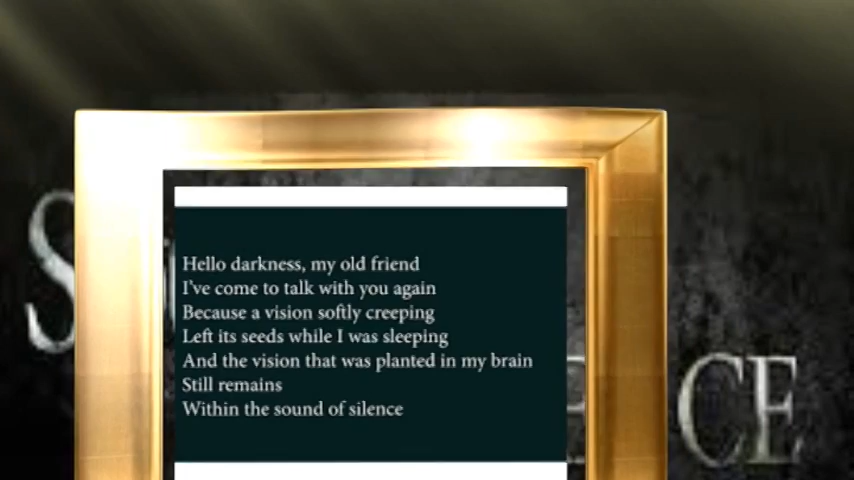 Hello darkness, my old friend
I've come to talk with you again
Because a vision softly creeping
Left its seeds while I was sleeping
And the vision that was planted in my brain
Still remains
Within the sound of silence